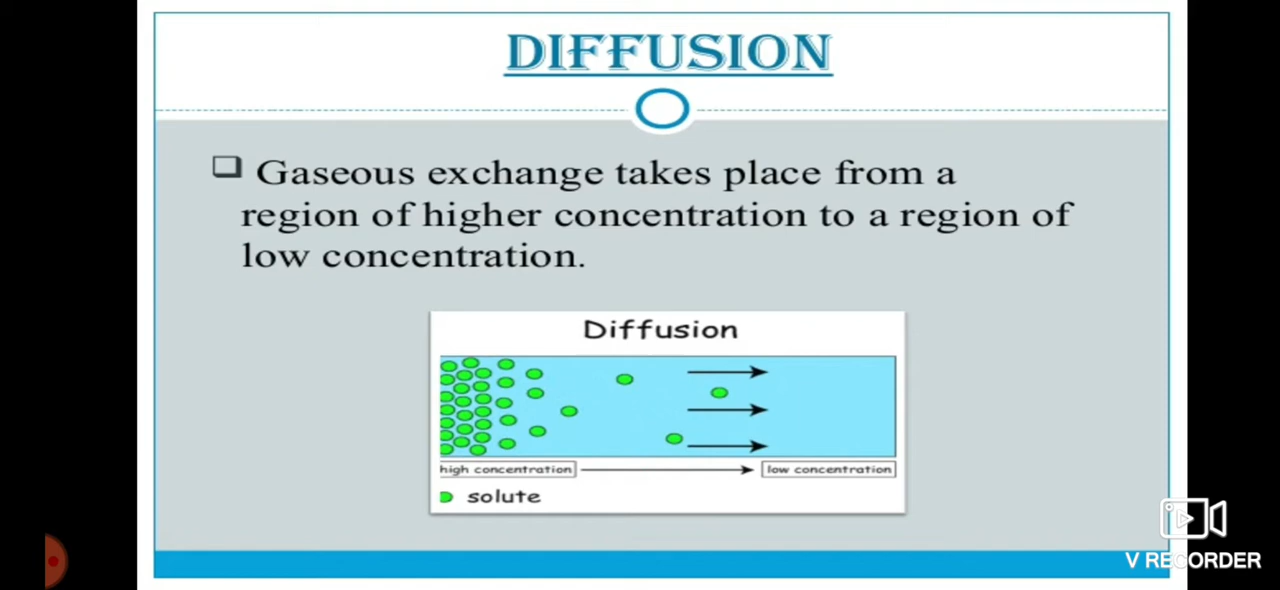 DIFFUSION
Gaseous exchange takes place from a
region of higher concentration to a region of
low concentration.
Diffusion
high concentration
low concentration
solute
V RECORDER